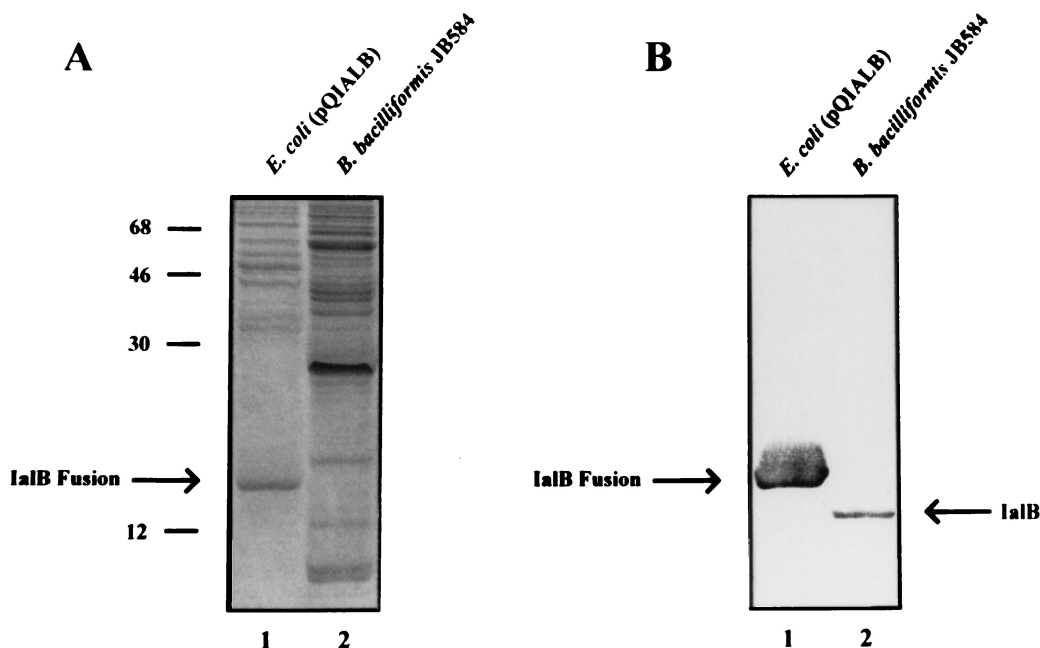 A
E. coli (pQIALB)
B. bacilliformis JB584
68
46
30
IalB Fusion
12
1
2
B
E. coli (pQIALB)
B. bacilliformis JB584
IalB Fusion
IalB
1
2